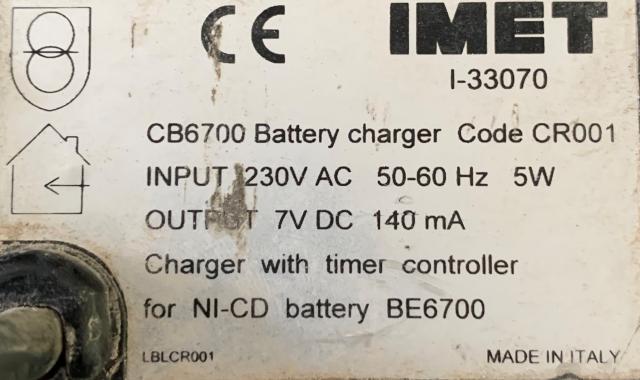 CE IMET
I-33070
CB6700 Battery charger Code CR001
INPUT 230V AC 50-60 Hz 5W
OUTPUT 7V DC 140 mA
Charger with timer controller
for NI-CD battery BE6700
LBLCR001 MADE IN ITALY